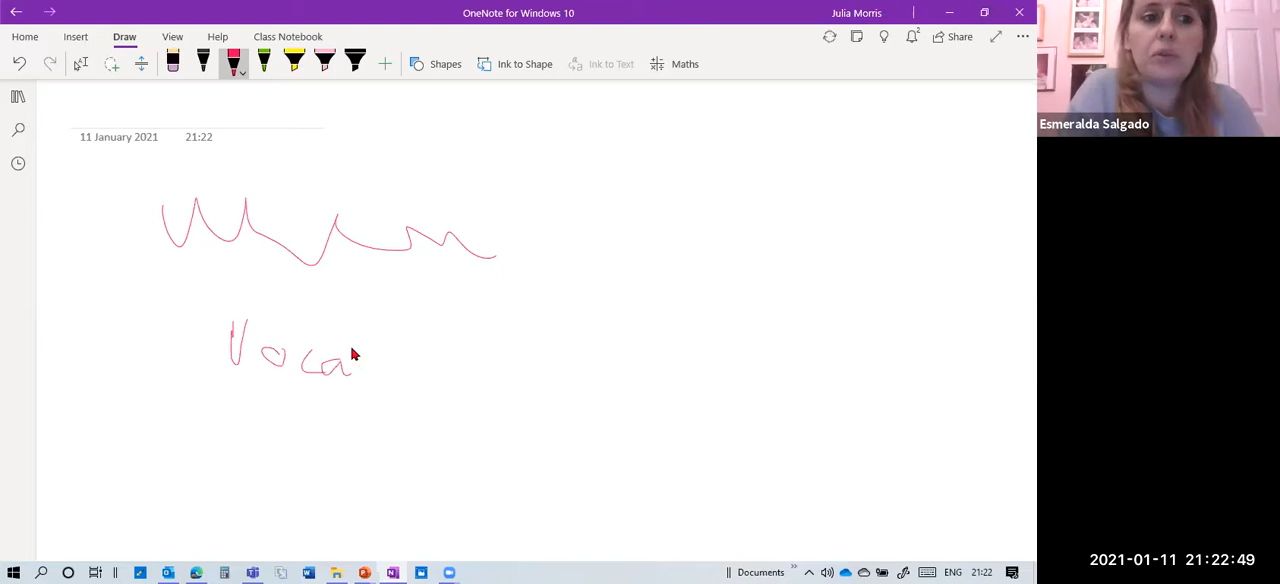 OneNote for Windows 10
Julia Morris
Home Insert Draw View Help Class Notebook
Share
Shapes Ink to Shape Ink to Text Maths
Esmeralda Salgado
11 January 2021 21:22
Voca
Documents ENG 21:22
2021-01-11 21:22:49